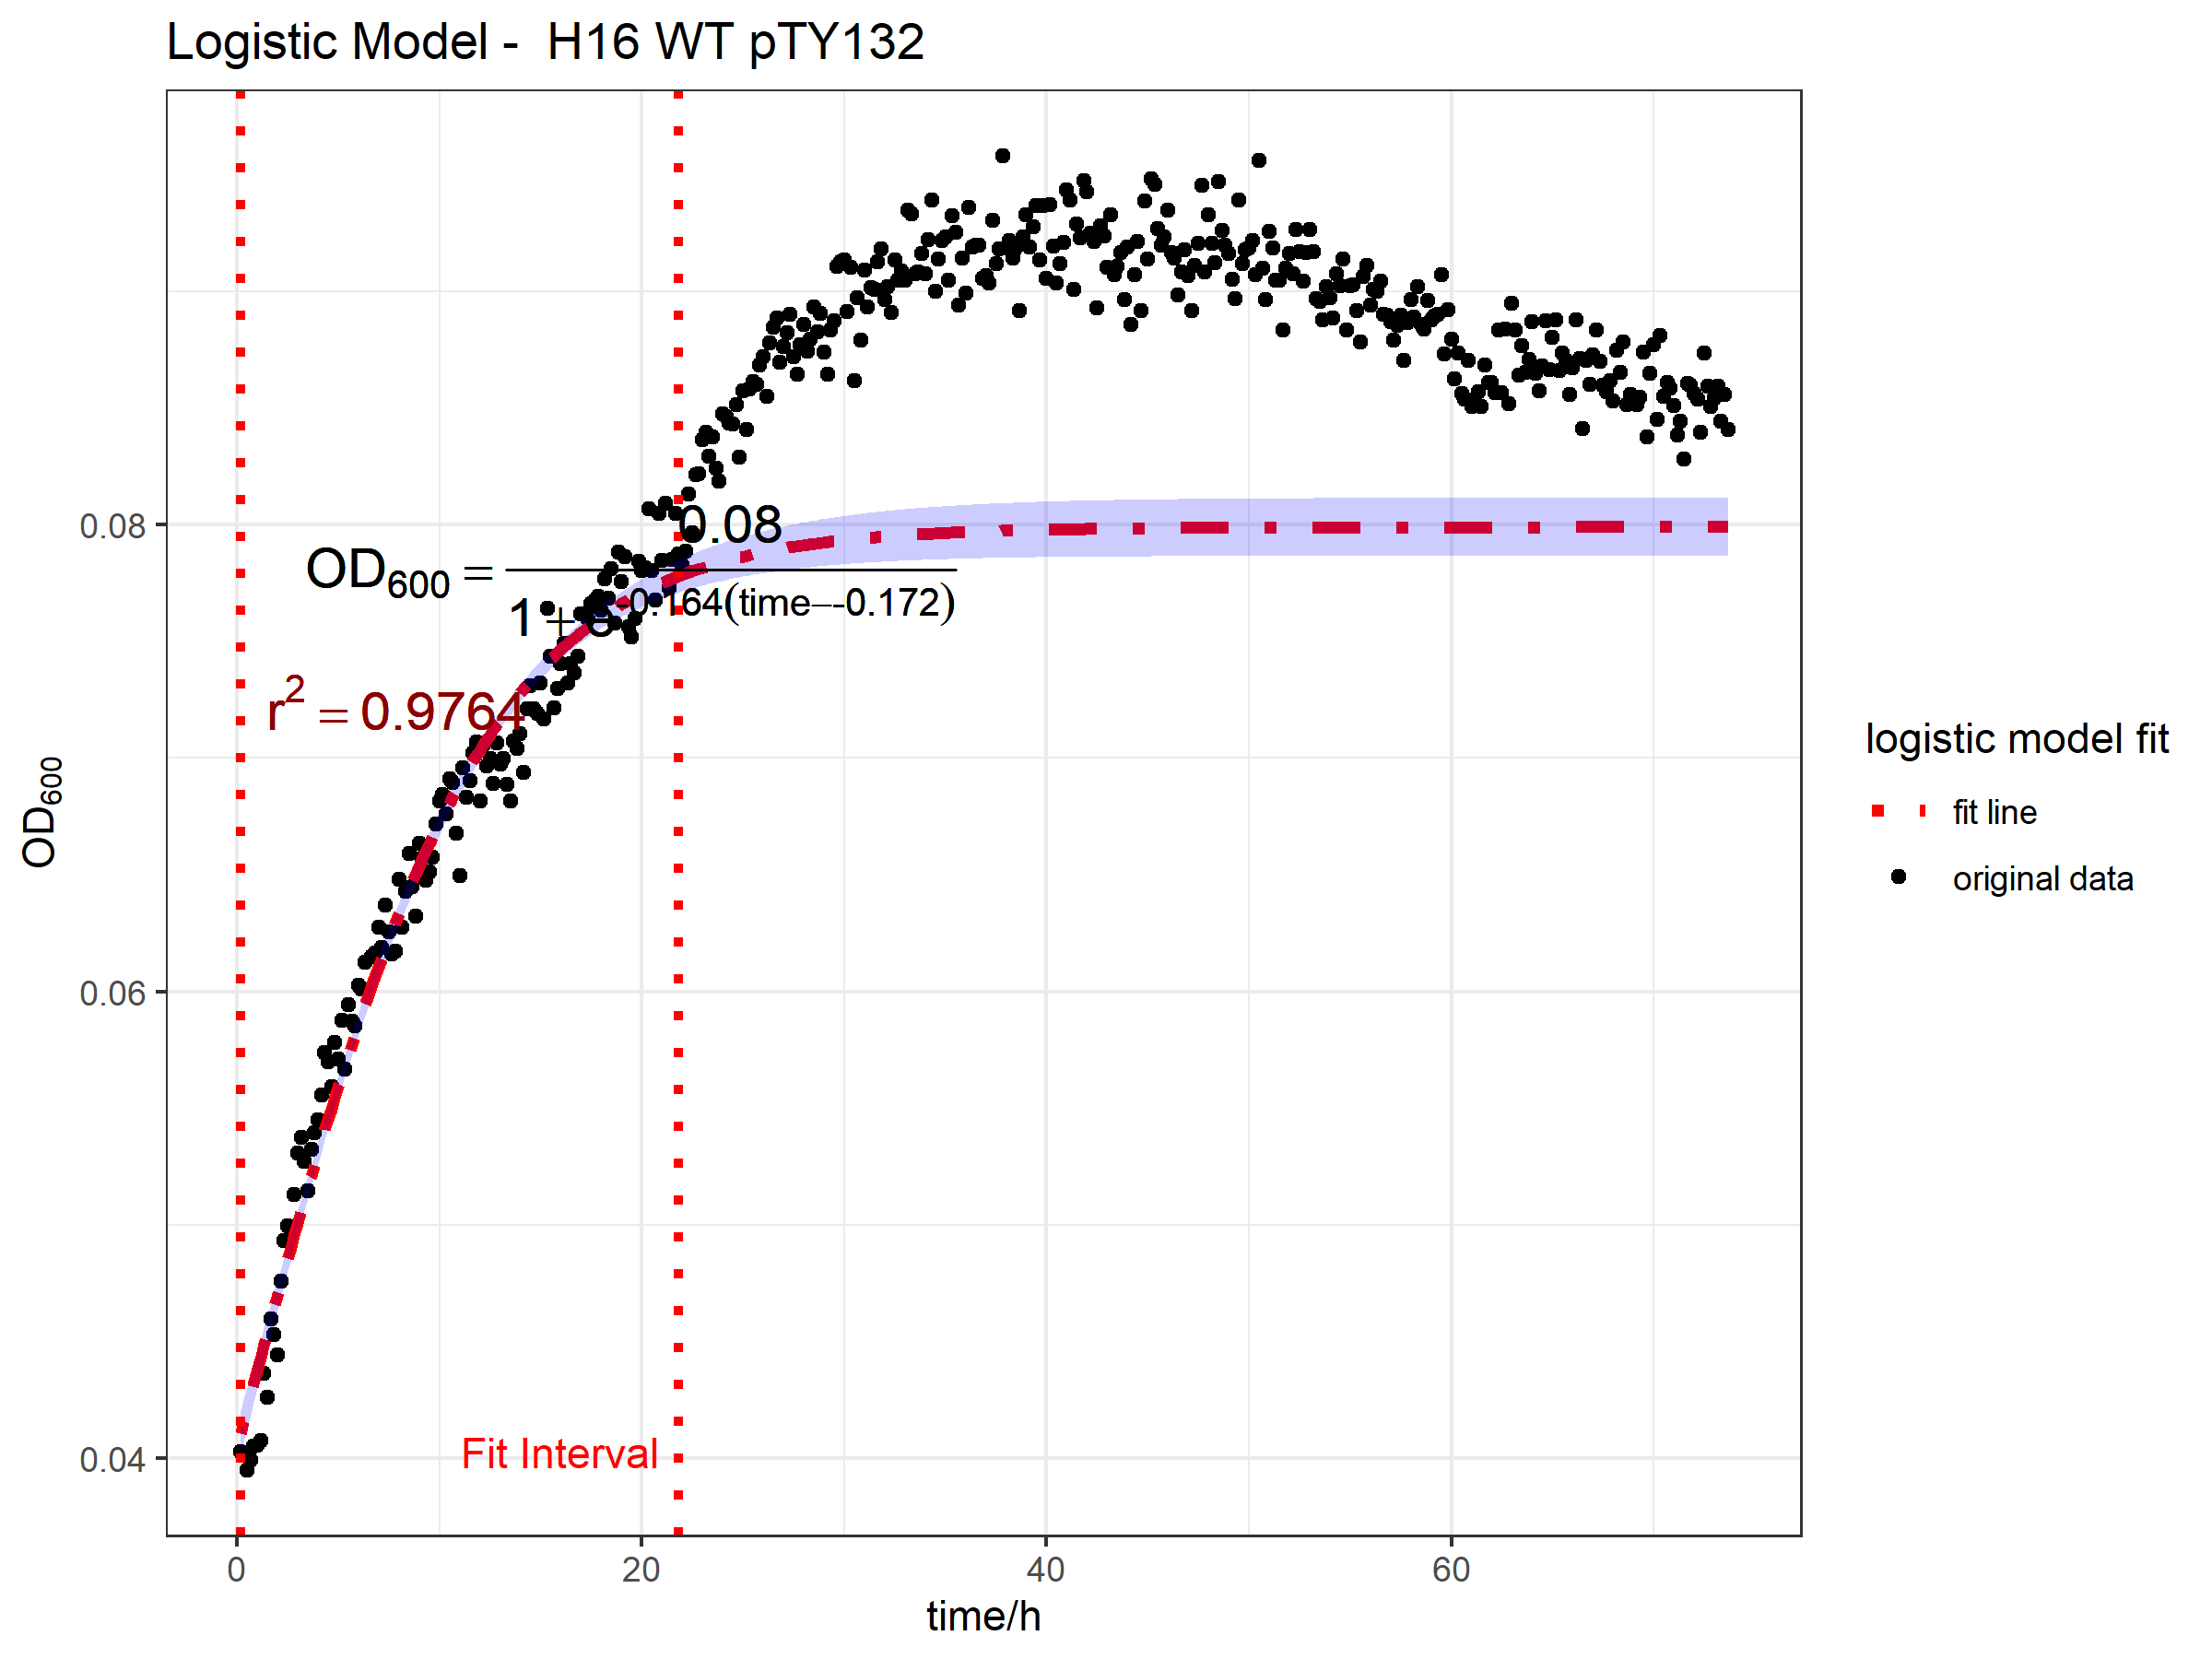 Logistic Model -  H16 WT pTY132
0.08
OD600 =
1+e-0.164(time--0.172)
r2 = 0.9764
Fit Interval
0.08
0.06
0.04
OD600
0
20
40
60
time/h
logistic model fit
fit line
original data